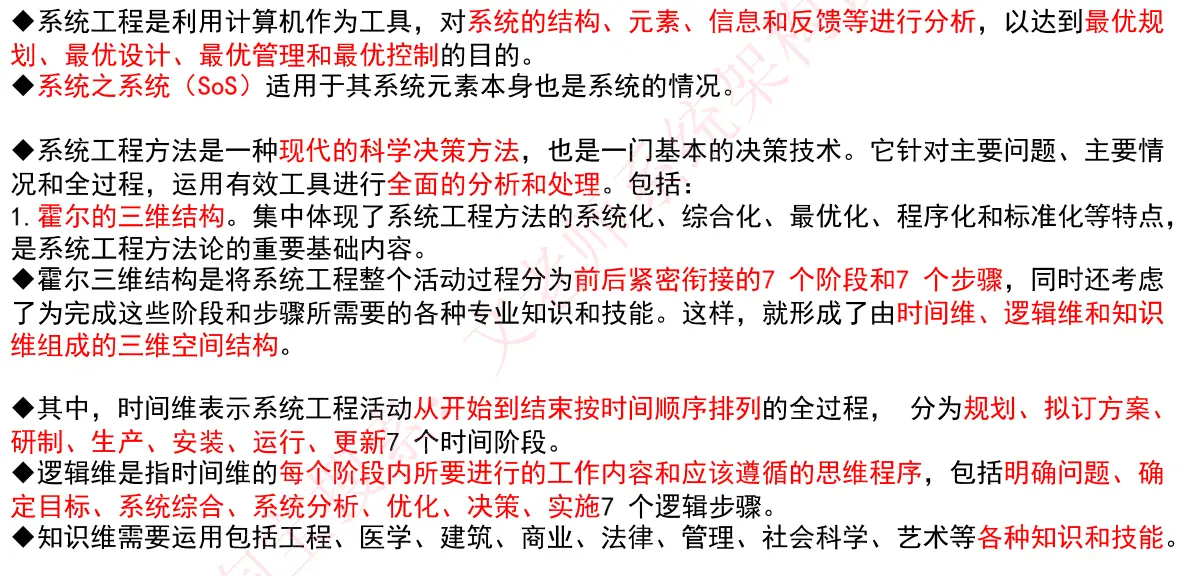 ◆系统工程是利用计算机作为工具，对系统的结构、元素、信息和反馈等进行分析，以达到最优规
划、最优设计、最优管理和最优控制的目的。
◆系统之系统（SoS）适用于其系统元素本身也是系统的情况。
◆系统工程方法是一种现代的科学决策方法，也是一门基本的决策技术。它针对主要问题、主要情
况和全过程，运用有效工具进行全面的分析和处理。包括：
1.霍尔的三维结构。集中体现了系统工程方法的系统化、综合化、最优化、程序化和标准化等特点，
是系统工程方法论的重要基础内容。
◆霍尔三维结构是将系统工程整个活动过程分为前后紧密衔接的7 个阶段和7 个步骤，同时还考虑
了为完成这些阶段和步骤所需要的各种专业知识和技能。这样，就形成了由时间维、逻辑维和知识
维组成的三维空间结构。
◆其中，时间维表示系统工程活动从开始到结束按时间顺序排列的全过程， 分为规划、拟订方案、
研制、生产、安装、运行、更新7 个时间阶段。
◆逻辑维是指时间维的每个阶段内所要进行的工作内容和应该遵循的思维程序，包括明确问题、确
定目标、系统综合、系统分析、优化、决策、实施7 个逻辑步骤。
◆知识维需要运用包括工程、医学、建筑、商业、法律、管理、社会科学、艺术等各种知识和技能。
文老师系统架构